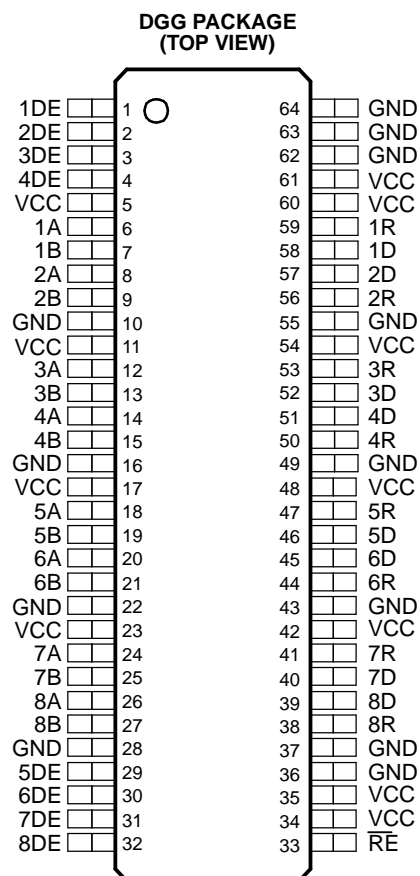 DGG PACKAGE
(TOP VIEW)
1DE 1 64 GND
2DE 2 63 GND
3DE 3 62 GND
4DE 4 61 VCC
VCC 5 60 VCC
1A 6 59 1R
1B 7 58 1D
2A 8 57 2D
2B 9 56 2R
GND 10 55 GND
VCC 11 54 VCC
3A 12 53 3R
3B 13 52 3D
4A 14 51 4D
4B 15 50 4R
GND 16 49 GND
VCC 17 48 VCC
5A 18 47 5R
5B 19 46 5D
6A 20 45 6D
6B 21 44 6R
GND 22 43 GND
VCC 23 42 VCC
7A 24 41 7R
7B 25 40 7D
8A 26 39 8D
8B 27 38 8R
GND 28 37 GND
5DE 29 36 GND
6DE 30 35 VCC
7DE 31 34 VCC
8DE 32 33 R̅E̅